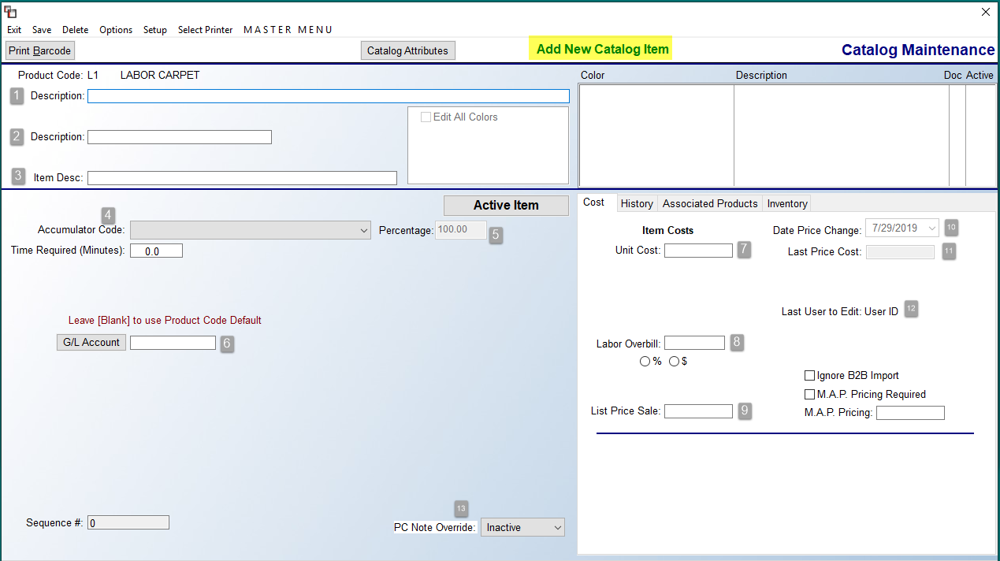 Exit Save Delete Options Setup Select Printer MASTER MENU
Print Barcode Catalog Attributes Add New Catalog Item Catalog Maintenance
Product Code: L1 LABOR CARPET
1 Description:
Edit All Colors
2 Description:
3 Item Desc:
Color Description Doc Active
Active Item
4
Accumulator Code: Percentage: 100.00 5
Time Required (Minutes): 0.0
Leave [Blank] to use Product Code Default
G/L Account 6
Sequence #: 0
13
PC Note Override: Inactive
Cost History Associated Products Inventory
Item Costs Date Price Change: 7/29/2019 10
Unit Cost: 7 Last Price Cost: 11
Last User to Edit: User ID 12
Labor Overbill: 8
% $
Ignore B2B Import
M.A.P. Pricing Required
List Price Sale: 9 M.A.P. Pricing: